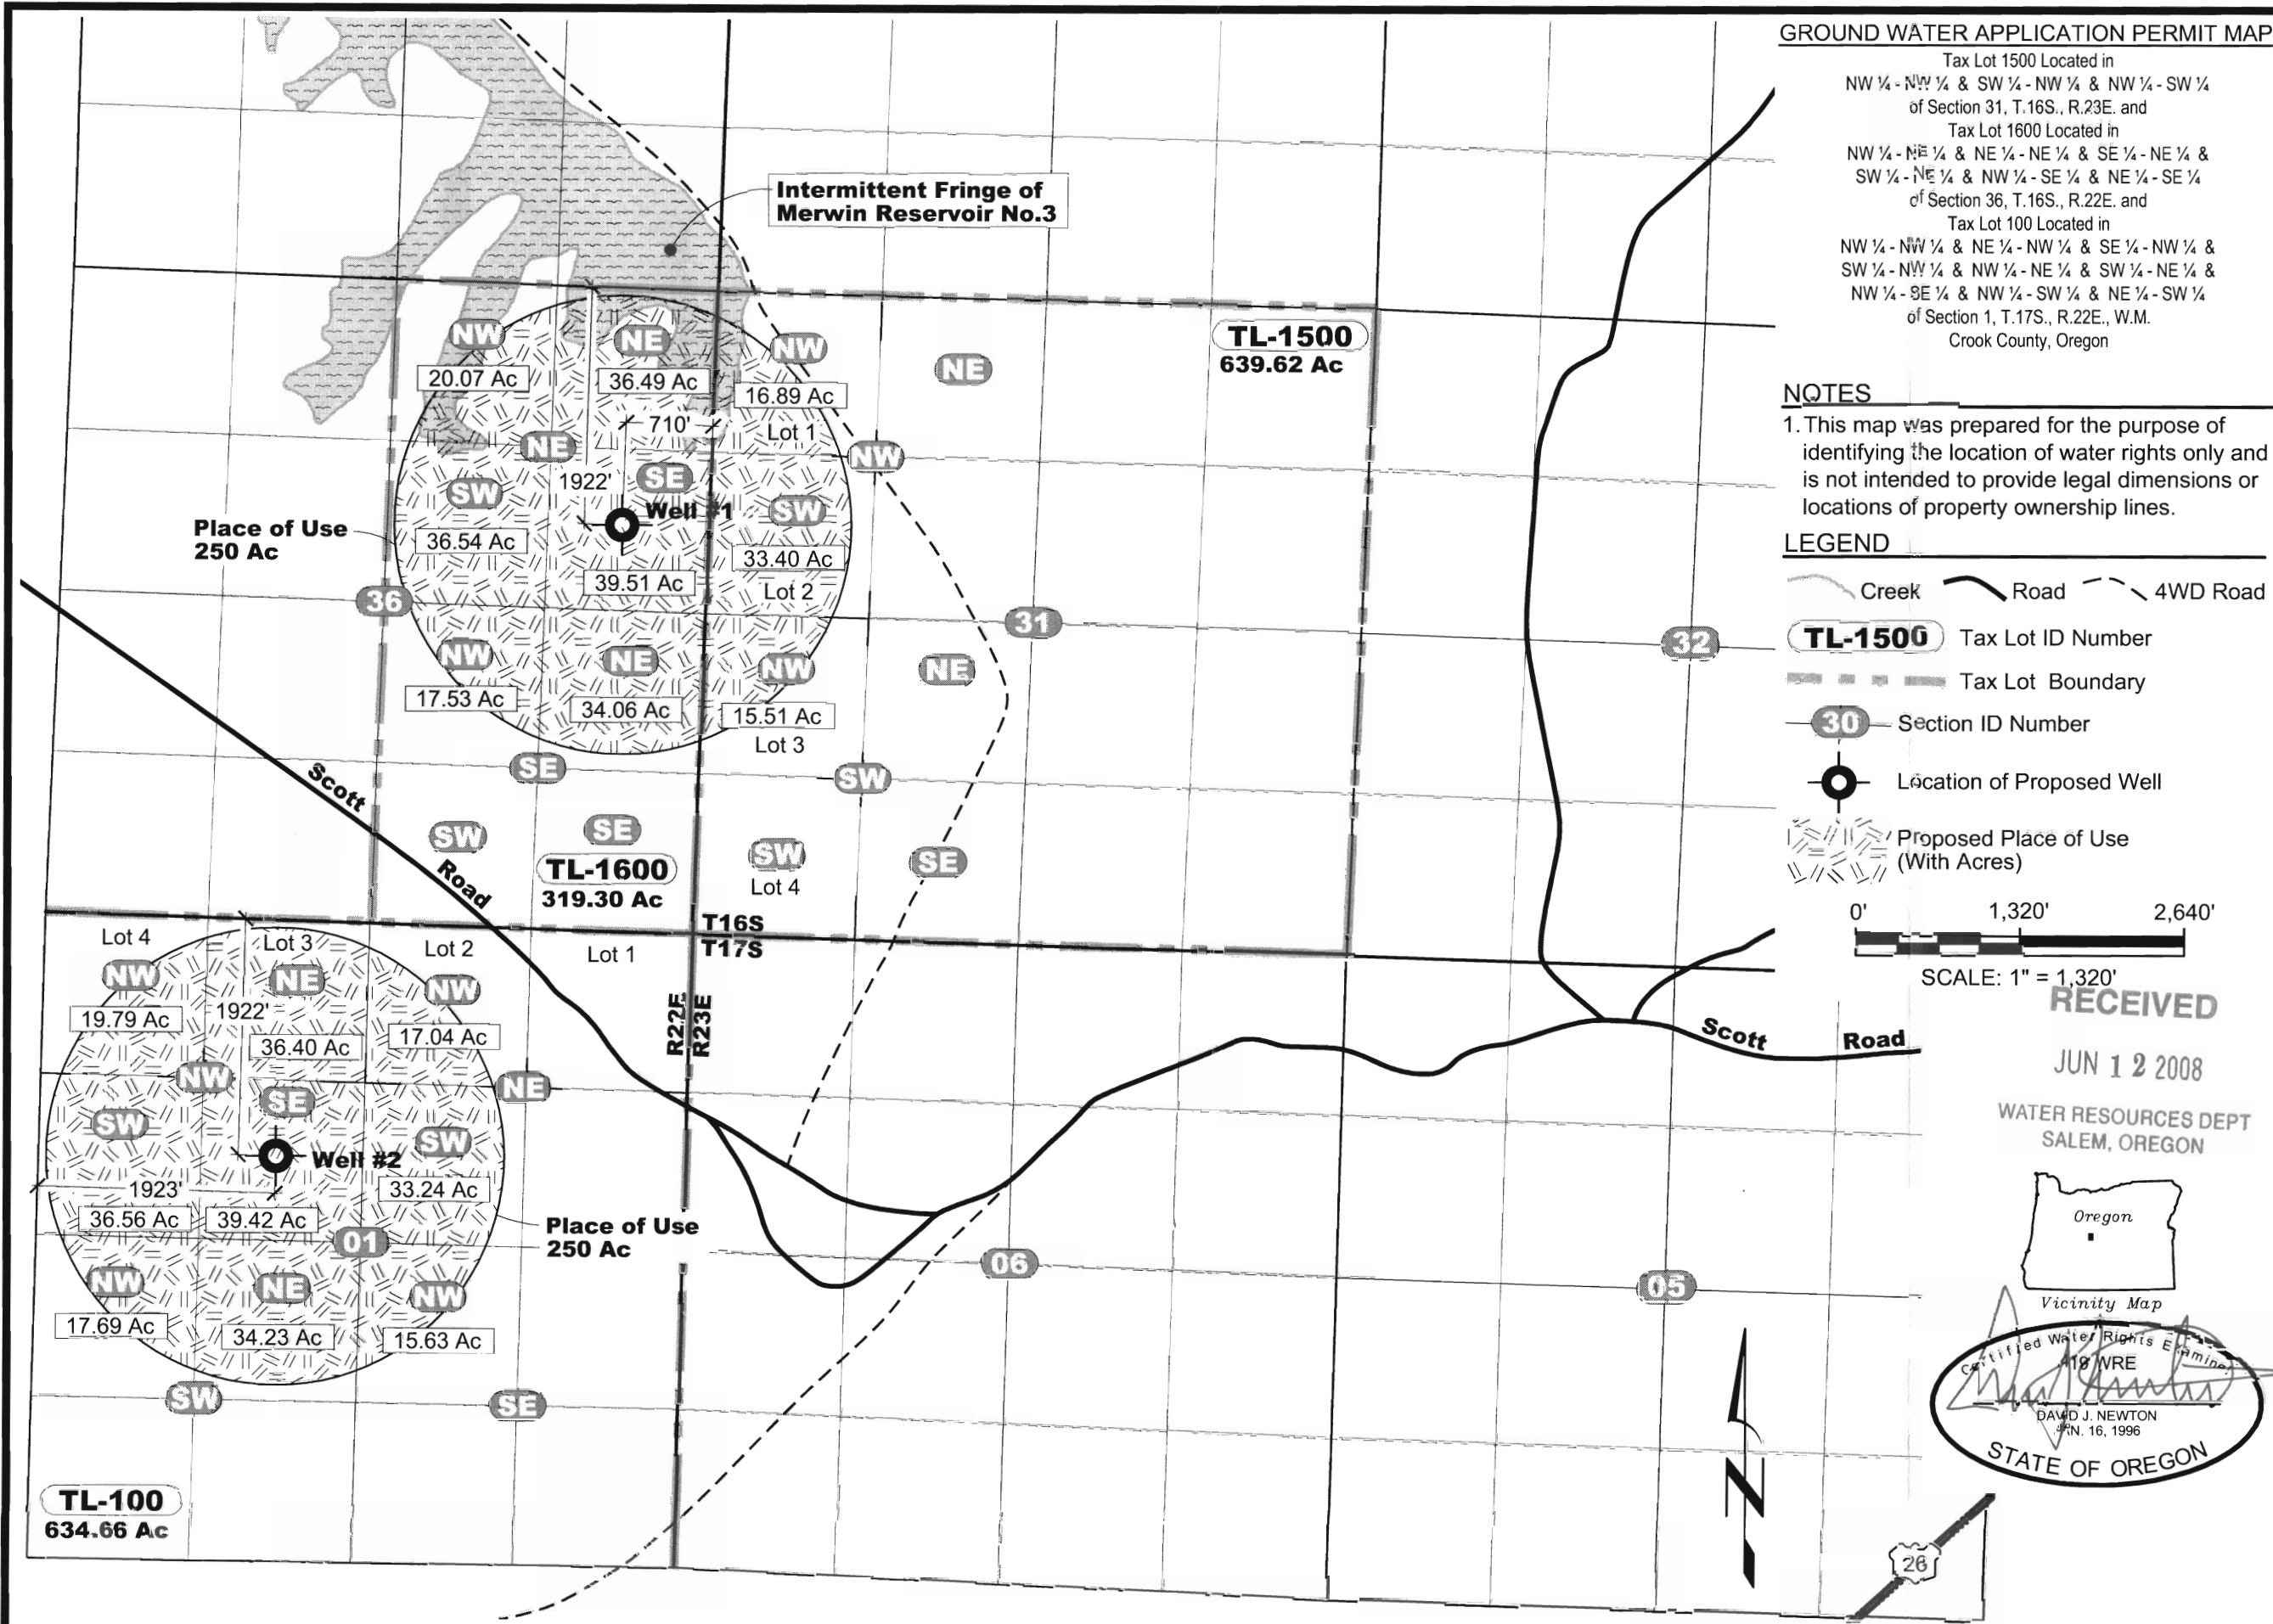 GROUND WATER APPLICATION PERMIT MAP
Tax Lot 1500 Located in
NW ¼ - NW ¼ & SW ¼ - NW ¼ & NW ¼ - SW ¼
of Section 31, T.16S., R.23E. and
Tax Lot 1600 Located in
NW ¼ - NE ¼ & NE ¼ - NE ¼ & SE ¼ - NE ¼ &
SW ¼ - NE ¼ & NW ¼ - SE ¼ & NE ¼ - SE ¼
of Section 36, T.16S., R.22E. and
Tax Lot 100 Located in
NW ¼ - NW ¼ & NE ¼ - NW ¼ & SE ¼ - NW ¼ &
SW ¼ - NW ¼ & NW ¼ - NE ¼ & SW ¼ - NE ¼ &
NW ¼ - SE ¼ & NW ¼ - SW ¼ & NE ¼ - SW ¼
of Section 1, T.17S., R.22E., W.M.
Crook County, Oregon
NOTES
1. This map was prepared for the purpose of
identifying the location of water rights only and
is not intended to provide legal dimensions or
locations of property ownership lines.
LEGEND
Creek
Road
4WD Road
TL-1500
Tax Lot ID Number
Tax Lot Boundary
30
Section ID Number
Location of Proposed Well
Proposed Place of Use
(With Acres)
0'
1,320'
2,640'
SCALE: 1" = 1,320'
RECEIVED
JUN 12 2008
WATER RESOURCES DEPT
SALEM, OREGON
Oregon
Vicinity Map
Certified Water Rights Examiner
419 WRE
DAVID J. NEWTON
JAN. 16, 1996
STATE OF OREGON
26
Intermittent Fringe of
Merwin Reservoir No.3
TL-1500
639.62 Ac
NW
NE
NW
NE
20.07 Ac
36.49 Ac
16.89 Ac
710'
Lot 1
NE
NW
1922'
SW
SE
SW
Well #1
Place of Use
250 Ac
36.54 Ac
39.51 Ac
33.40 Ac
Lot 2
36
31
32
NW
NE
NW
NE
17.53 Ac
34.06 Ac
15.51 Ac
Lot 3
SE
SW
Scott
Road
SW
SE
SW
SE
TL-1600
319.30 Ac
Lot 4
T16S
T17S
R22E
R23E
Lot 4
Lot 3
Lot 2
Lot 1
NW
NE
NW
19.79 Ac
1922'
36.40 Ac
17.04 Ac
NW
NE
SW
SE
SW
Well #2
1923'
33.24 Ac
36.56 Ac
39.42 Ac
Place of Use
250 Ac
01
06
05
NW
NE
NW
17.69 Ac
34.23 Ac
15.63 Ac
SW
SE
TL-100
634.66 Ac
Scott
Road
N